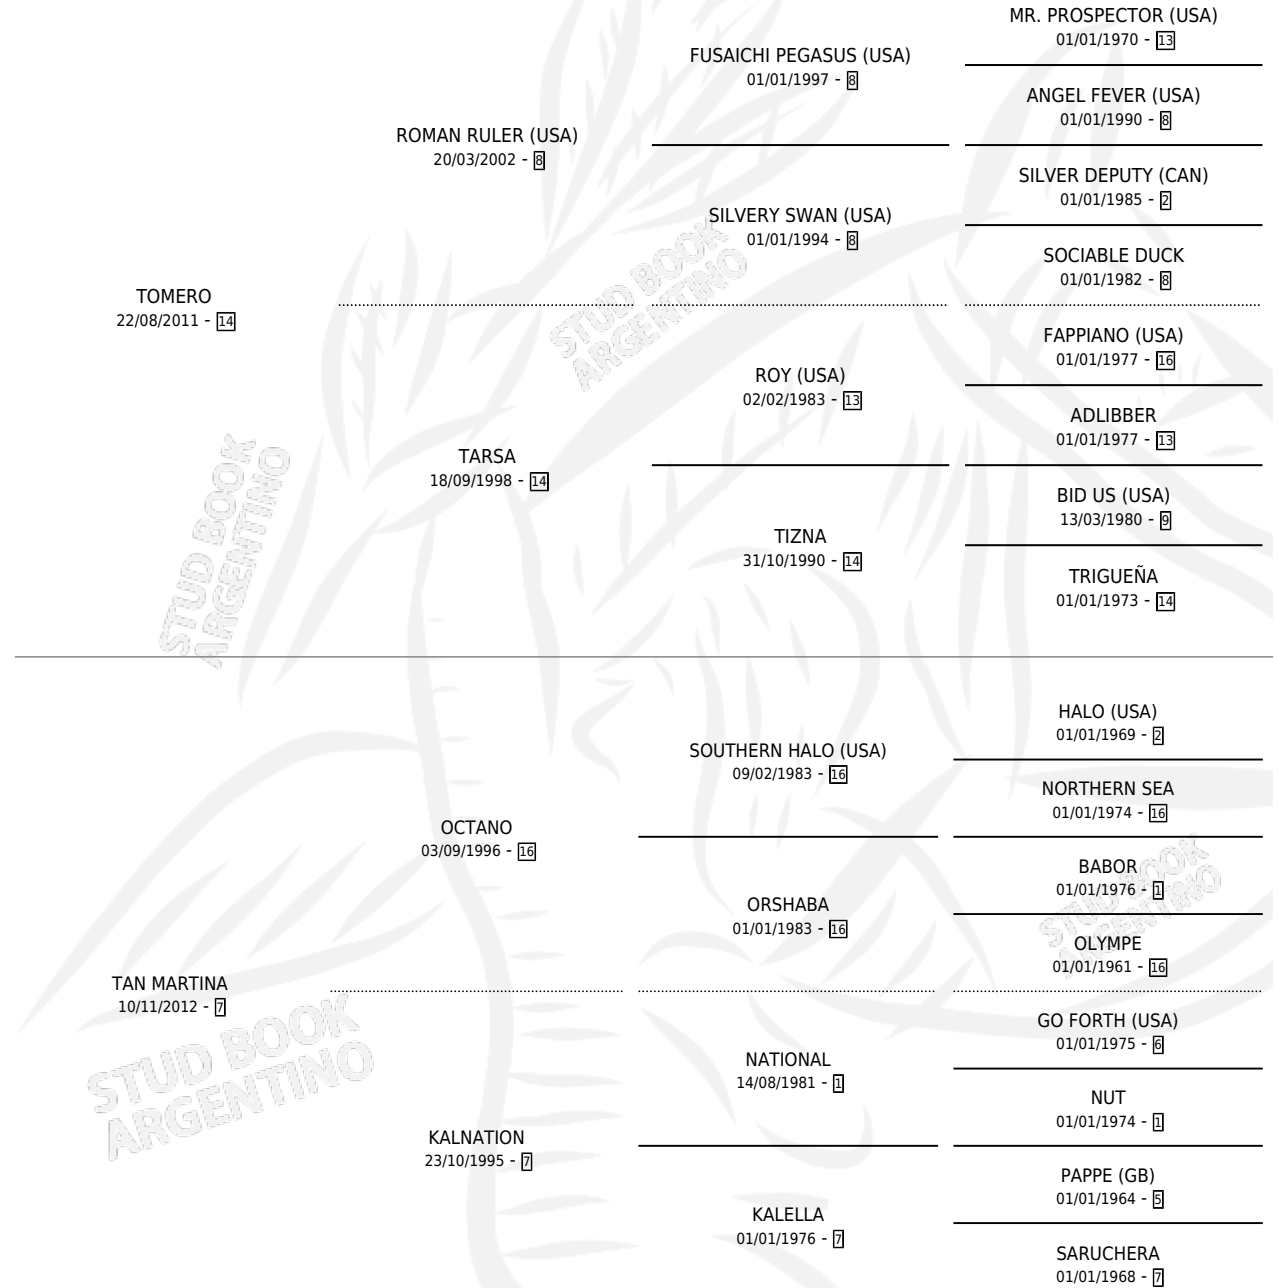 MR. PROSPECTOR (USA)
01/01/1970 - 13
FUSAICHI PEGASUS (USA)
01/01/1997 - 8
ANGEL FEVER (USA)
01/01/1990 - 8
ROMAN RULER (USA)
20/03/2002 - 8
SILVER DEPUTY (CAN)
01/01/1985 - 2
SILVERY SWAN (USA)
01/01/1994 - 8
SOCIABLE DUCK
01/01/1982 - 8
TOMERO
22/08/2011 - 14
STUD BOOK
ARGENTINO
FAPPIANO (USA)
01/01/1977 - 16
ROY (USA)
02/02/1983 - 13
ADLIBBER
01/01/1977 - 13
TARSA
18/09/1998 - 14
BID US (USA)
13/03/1980 - 9
TIZNA
31/10/1990 - 14
TRIGUEÑA
01/01/1973 - 14
STUD BOOK
ARGENTINO
HALO (USA)
01/01/1969 - 2
SOUTHERN HALO (USA)
09/02/1983 - 16
NORTHERN SEA
01/01/1974 - 16
OCTANO
03/09/1996 - 16
BABOR
01/01/1976 - 1
ORSHABA
01/01/1983 - 16
OLYMPE
01/01/1961 - 16
STUD BOOK
ARGENTINO
TAN MARTINA
10/11/2012 - 7
GO FORTH (USA)
01/01/1975 - 6
NATIONAL
14/08/1981 - 1
NUT
01/01/1974 - 1
STUD BOOK
ARGENTINO
KALNATION
23/10/1995 - 7
PAPPE (GB)
01/01/1964 - 5
KALELLA
01/01/1976 - 7
SARUCHERA
01/01/1968 - 7